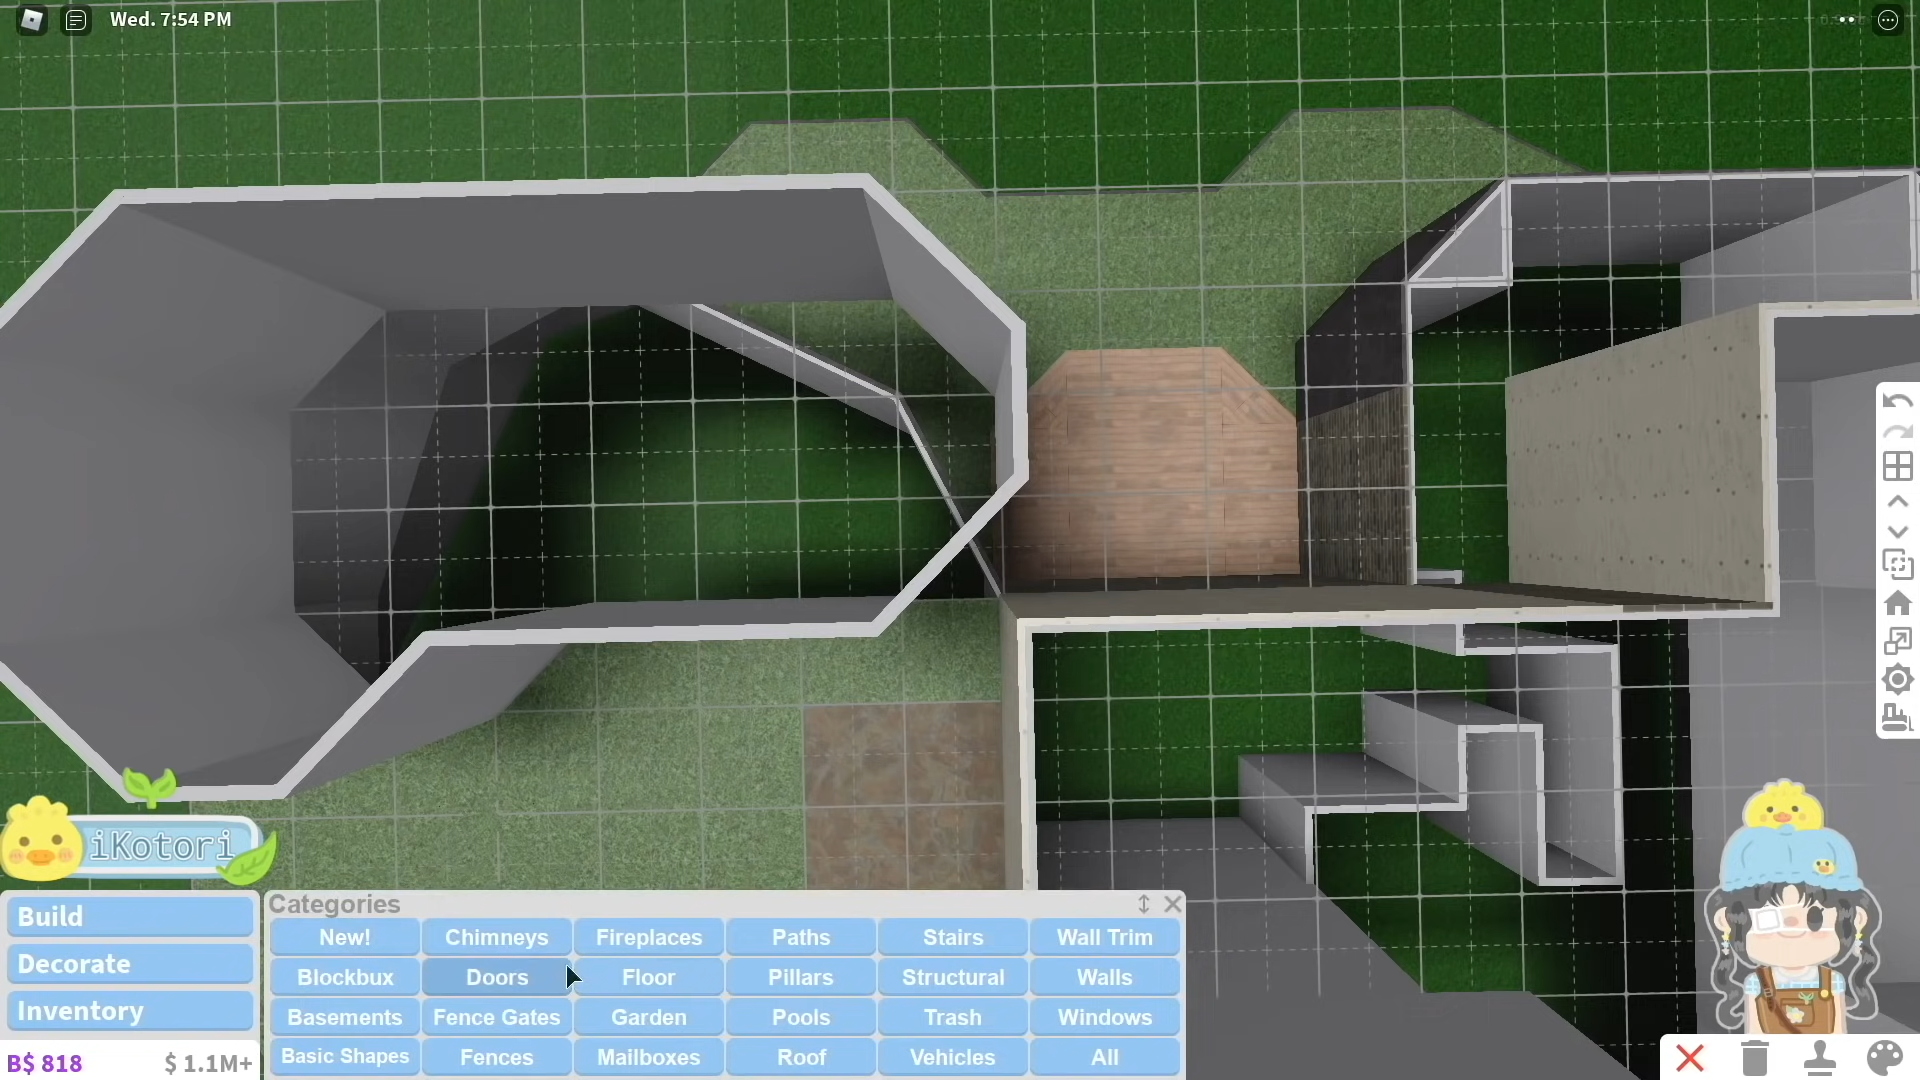 Wed. 7:54 PM
iKotori
Build
Decorate
Inventory
B$ 818
$ 1.1M+
Categories
New!
Chimneys
Fireplaces
Paths
Stairs
Wall Trim
Blockbux
Doors
Floor
Pillars
Structural
Walls
Basements
Fence Gates
Garden
Pools
Trash
Windows
Basic Shapes
Fences
Mailboxes
Roof
Vehicles
All